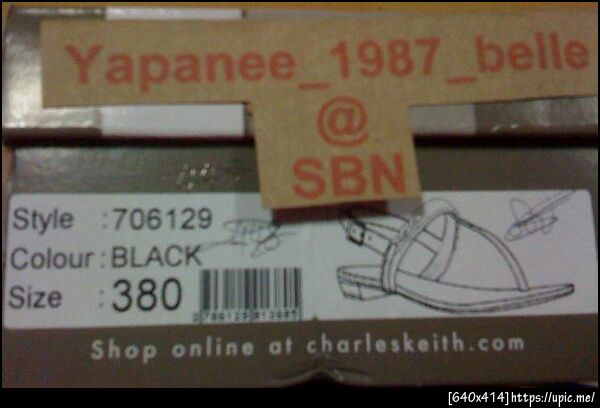 Yapanee_1987_belle
@
SBN
Style : 706129
Colour : BLACK
Size : 380
Shop online at charleskeith.com
[640x414]https://upic.me/